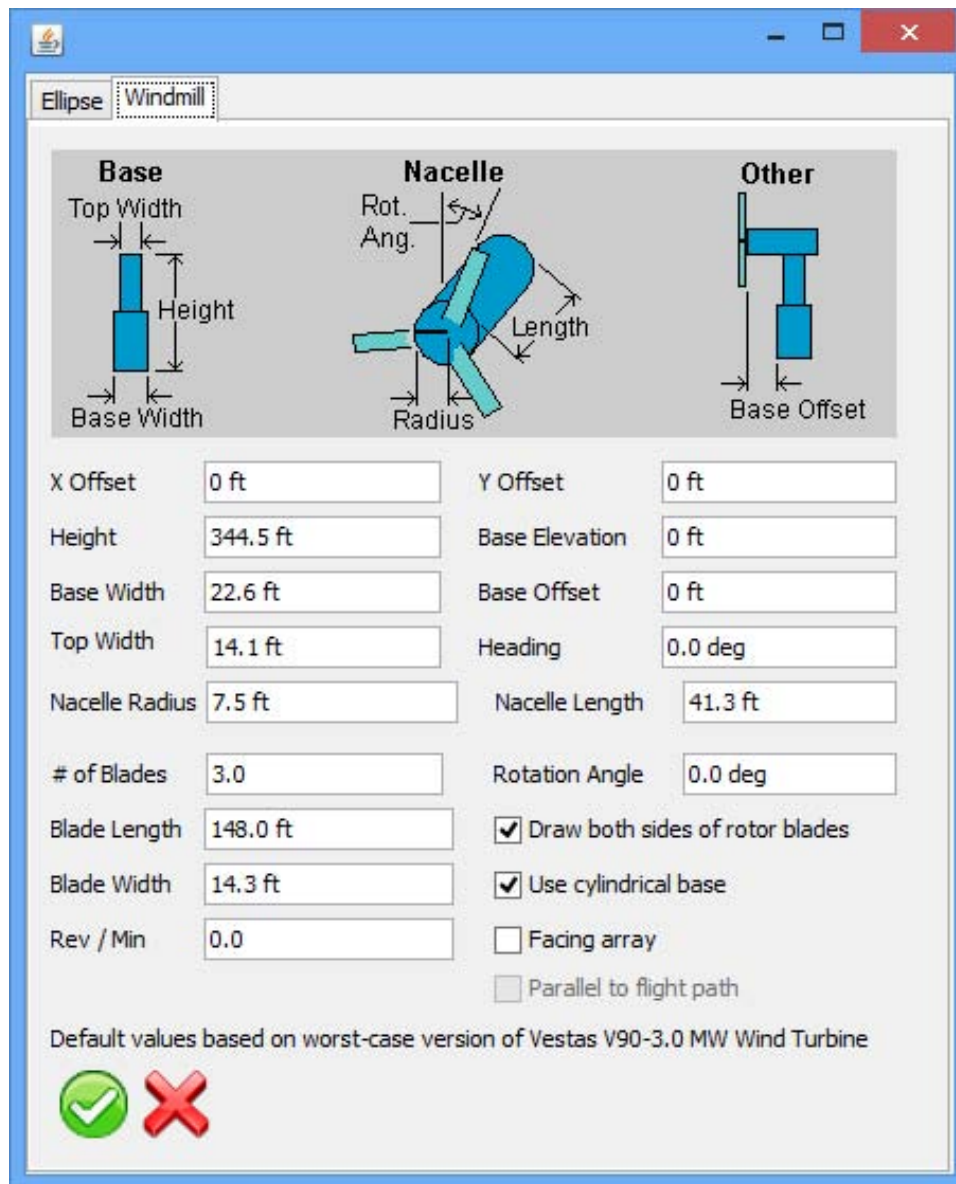 Ellipse Windmill
Base Nacelle Other
Top Width
Rot.
Ang.
Height
Length
Base Width
Radius
Base Offset
X Offset 0 ft Y Offset 0 ft
Height 344.5 ft Base Elevation 0 ft
Base Width 22.6 ft Base Offset 0 ft
Top Width 14.1 ft Heading 0.0 deg
Nacelle Radius 7.5 ft Nacelle Length 41.3 ft
# of Blades 3.0 Rotation Angle 0.0 deg
Blade Length 148.0 ft Draw both sides of rotor blades
Blade Width 14.3 ft Use cylindrical base
Rev / Min 0.0 Facing array
Parallel to flight path
Default values based on worst-case version of Vestas V90-3.0 MW Wind Turbine